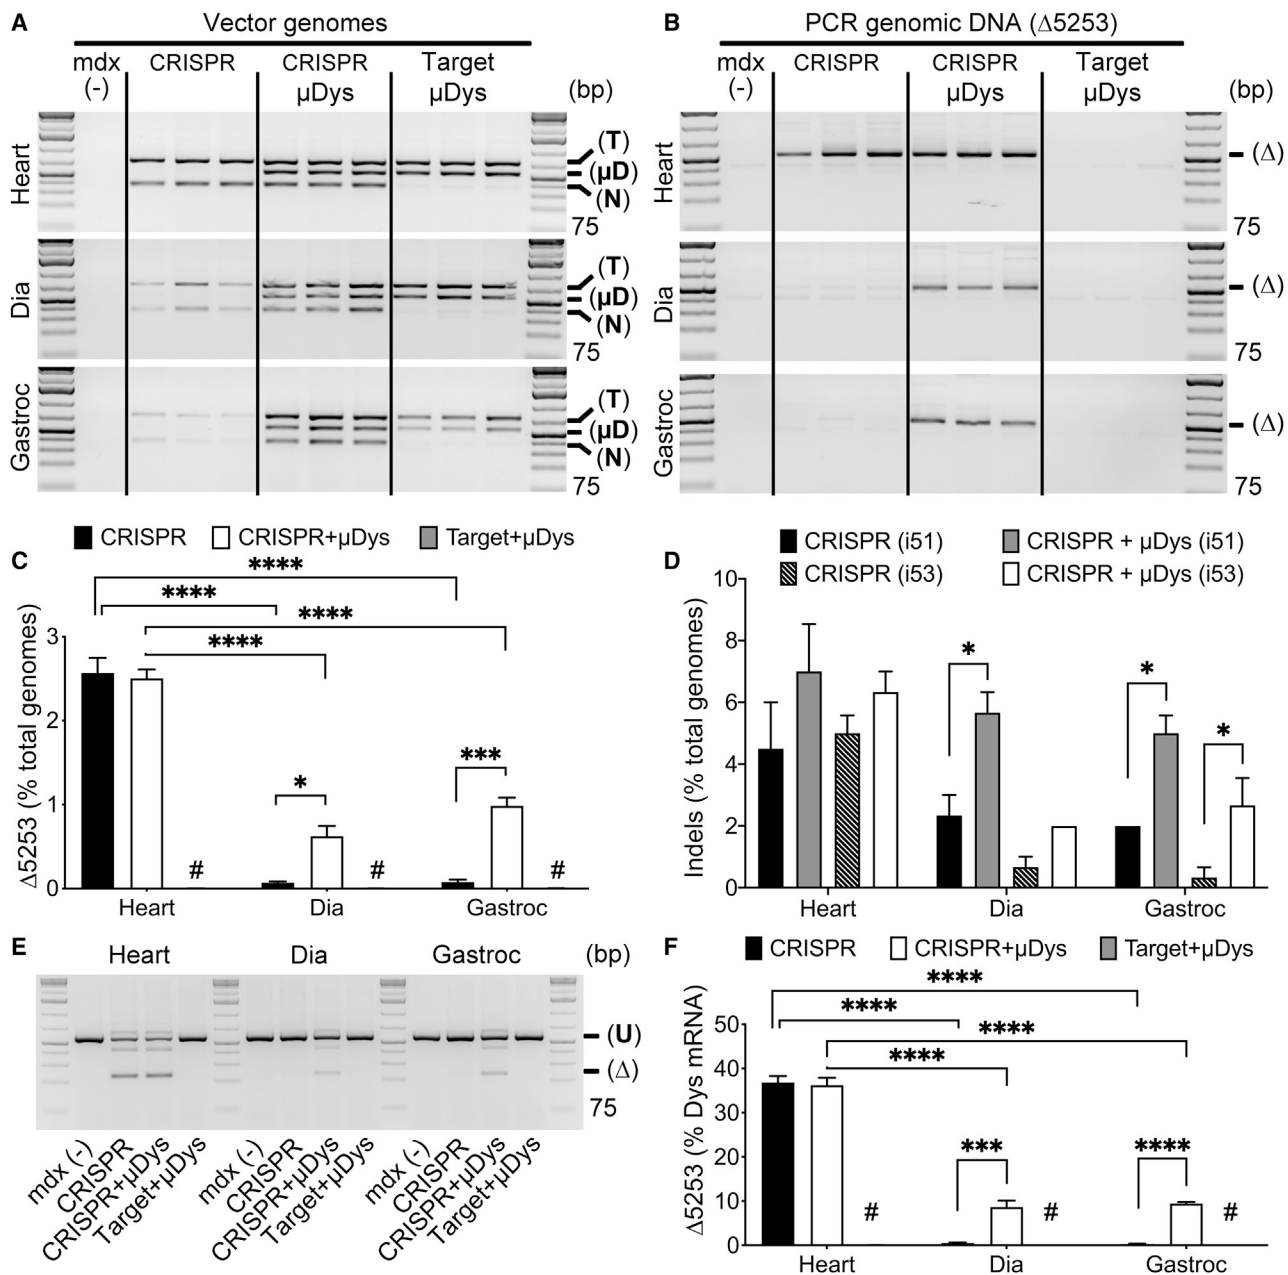 A
Vector genomes
mdx
(-)
CRISPR
CRISPR
µDys
Target
µDys
(bp)
Heart
(T)
(µD)
(N)
75
Dia
(T)
(µD)
(N)
75
Gastroc
(T)
(µD)
(N)
75
B
PCR genomic DNA (Δ5253)
mdx
(-)
CRISPR
CRISPR
µDys
Target
µDys
(bp)
Heart
(Δ)
75
Dia
(Δ)
75
Gastroc
(Δ)
75
C
CRISPR
CRISPR+µDys
Target+µDys
Δ5253 (% total genomes)
3
2
1
0
****
****
****
****
*
***
#
#
#
Heart
Dia
Gastroc
D
CRISPR (i51)
CRISPR + µDys (i51)
CRISPR (i53)
CRISPR + µDys (i53)
Indels (% total genomes)
10
8
6
4
2
0
*
*
*
Heart
Dia
Gastroc
E
Heart
Dia
Gastroc
(bp)
(U)
(Δ)
75
mdx (-)
CRISPR
CRISPR+µDys
Target+µDys
mdx (-)
CRISPR
CRISPR+µDys
Target+µDys
mdx (-)
CRISPR
CRISPR+µDys
Target+µDys
F
CRISPR
CRISPR+µDys
Target+µDys
Δ5253 (% Dys mRNA)
50
40
30
20
10
0
****
****
****
****
***
****
#
#
#
Heart
Dia
Gastroc